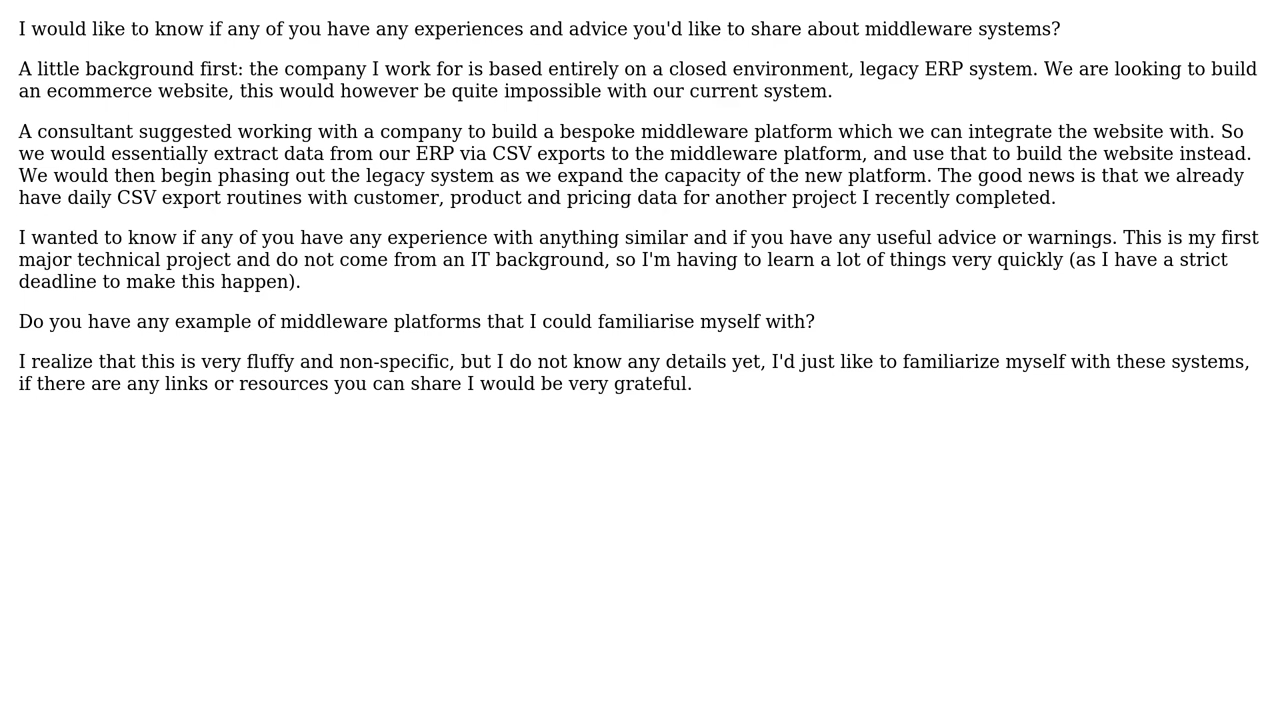 I would like to know if any of you have any experiences and advice you'd like to share about middleware systems?
A little background first: the company I work for is based entirely on a closed environment, legacy ERP system. We are looking to build
an ecommerce website, this would however be quite impossible with our current system.
A consultant suggested working with a company to build a bespoke middleware platform which we can integrate the website with. So
we would essentially extract data from our ERP via CSV exports to the middleware platform, and use that to build the website instead.
We would then begin phasing out the legacy system as we expand the capacity of the new platform. The good news is that we already
have daily CSV export routines with customer, product and pricing data for another project I recently completed.
I wanted to know if any of you have any experience with anything similar and if you have any useful advice or warnings. This is my first
major technical project and do not come from an IT background, so I'm having to learn a lot of things very quickly (as I have a strict
deadline to make this happen).
Do you have any example of middleware platforms that I could familiarise myself with?
I realize that this is very fluffy and non-specific, but I do not know any details yet, I'd just like to familiarize myself with these systems,
if there are any links or resources you can share I would be very grateful.